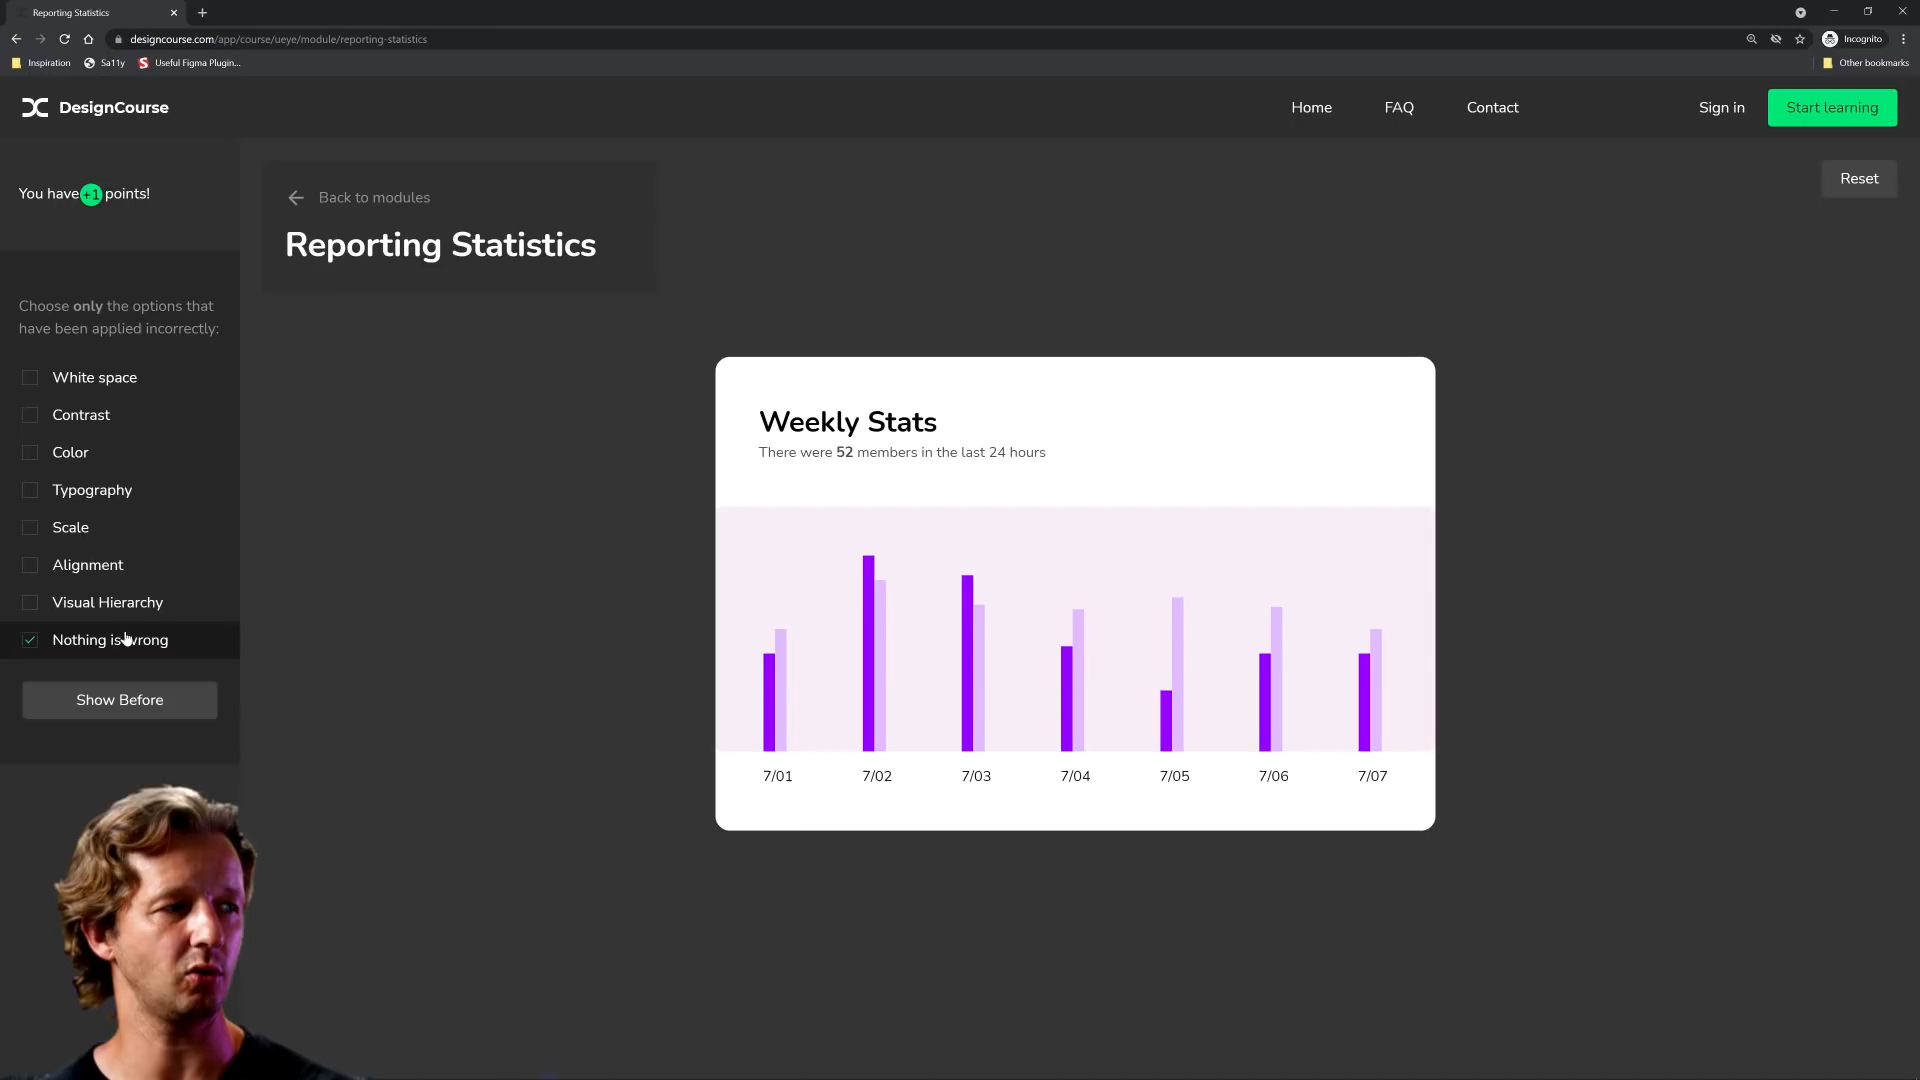 Reporting Statistics
designcourse.com/app/course/ueye/module/reporting-statistics
Incognito
Inspiration
Sa11y
Useful Figma Plugin...
Other bookmarks
DesignCourse
Home
FAQ
Contact
Sign in
Start learning
You have +1 points!
Choose only the options that
have been applied incorrectly:
White space
Contrast
Color
Typography
Scale
Alignment
Visual Hierarchy
Nothing is wrong
Show Before
Back to modules
Reporting Statistics
Reset
Weekly Stats
There were 52 members in the last 24 hours
7/01
7/02
7/03
7/04
7/05
7/06
7/07